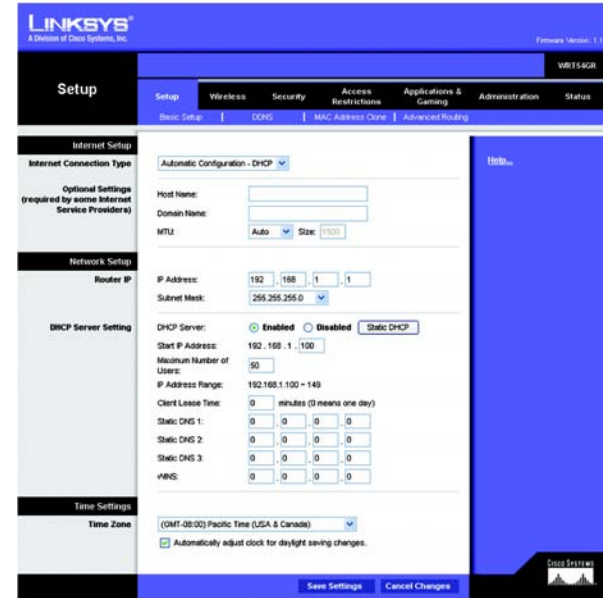 LINKSYS®
A Division of Cisco Systems, Inc.
Firmware Version: 1.1
WRT54GR
Setup
Setup Wireless Security Access Restrictions Applications & Gaming Administration Status
Basic Setup | DDNS | MAC Address Clone | Advanced Routing
Internet Setup
Internet Connection Type
Automatic Configuration - DHCP
Help...
Optional Settings
(required by some Internet
Service Providers)
Host Name:
Domain Name:
MTU: Auto Size: 1500
Network Setup
Router IP
IP Address: 192 . 168 . 1 . 1
Subnet Mask: 255.255.255.0
DHCP Server Setting
DHCP Server: Enabled Disabled Static DHCP
Start IP Address: 192 . 168 . 1 . 100
Maximum Number of
Users: 50
IP Address Range: 192.168.1.100 ~ 149
Client Lease Time: 0 minutes (0 means one day)
Static DNS 1: 0 . 0 . 0 . 0
Static DNS 2: 0 . 0 . 0 . 0
Static DNS 3: 0 . 0 . 0 . 0
WINS: 0 . 0 . 0 . 0
Time Settings
Time Zone
(GMT-08:00) Pacific Time (USA & Canada)
Automatically adjust clock for daylight saving changes.
Save Settings Cancel Changes
CISCO SYSTEMS